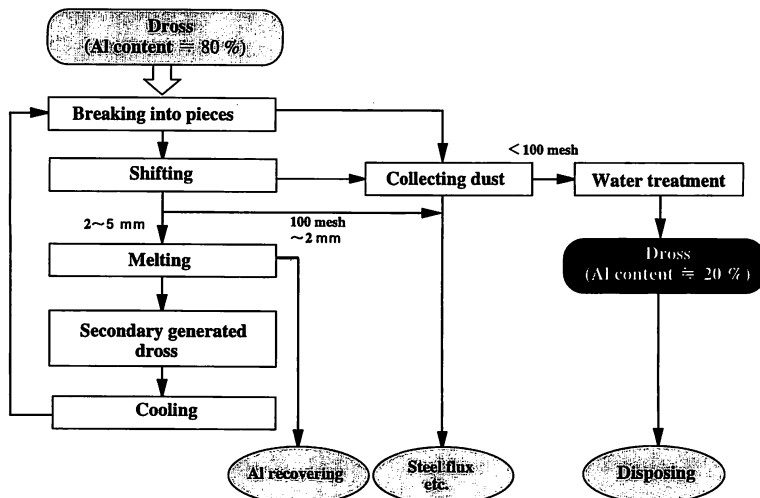 Dross
(Al content ≒ 80 %)
Breaking into pieces
Shifting
Collecting dust
< 100 mesh
Water treatment
2～5 mm
100 mesh
～2 mm
Melting
Dross
(Al content ≒ 20 %)
Secondary generated
dross
Cooling
Al recovering
Steel flux
etc.
Disposing